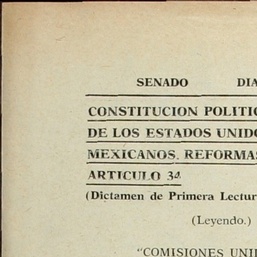 SENADO DIA
CONSTITUCION POLITIC
DE LOS ESTADOS UNIDO
MEXICANOS. REFORMAS
ARTICULO 3º
(Dictamen de Primera Lectur
(Leyendo.)
"COMISIONES UNI